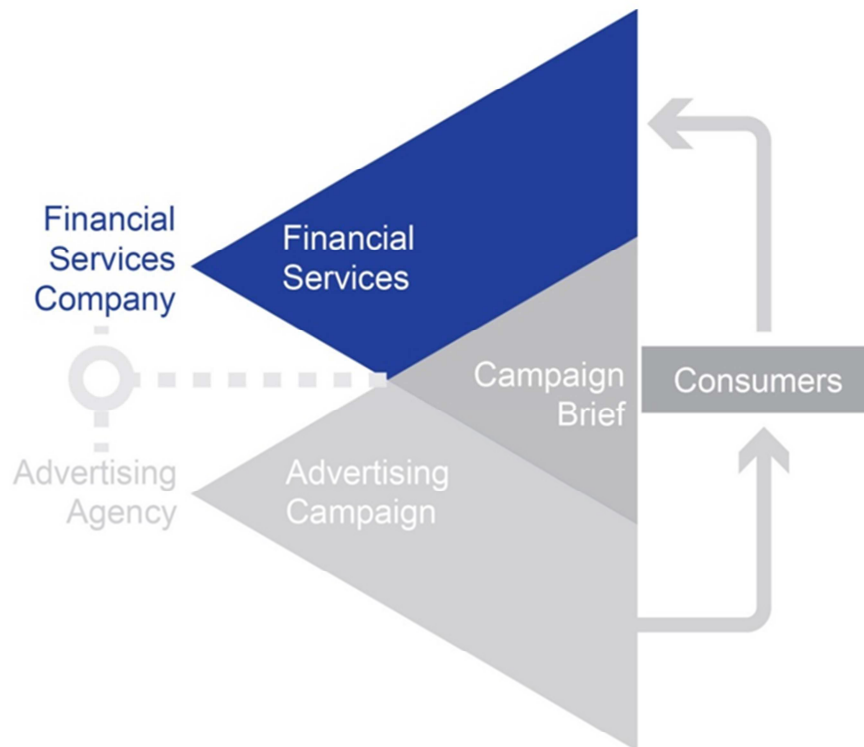 Financial
Services
Company
Financial
Services
Campaign
Brief
Consumers
Advertising
Agency
Advertising
Campaign